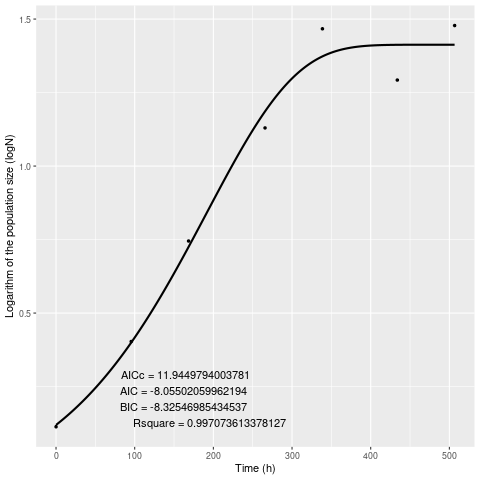 1.5
1.0
0.5
Logarithm of the population size (logN)
AICc = 11.9449794003781
AIC = -8.05502059962194
BIC = -8.32546985434537
Rsquare = 0.997073613378127
0 100 200 300 400 500
Time (h)